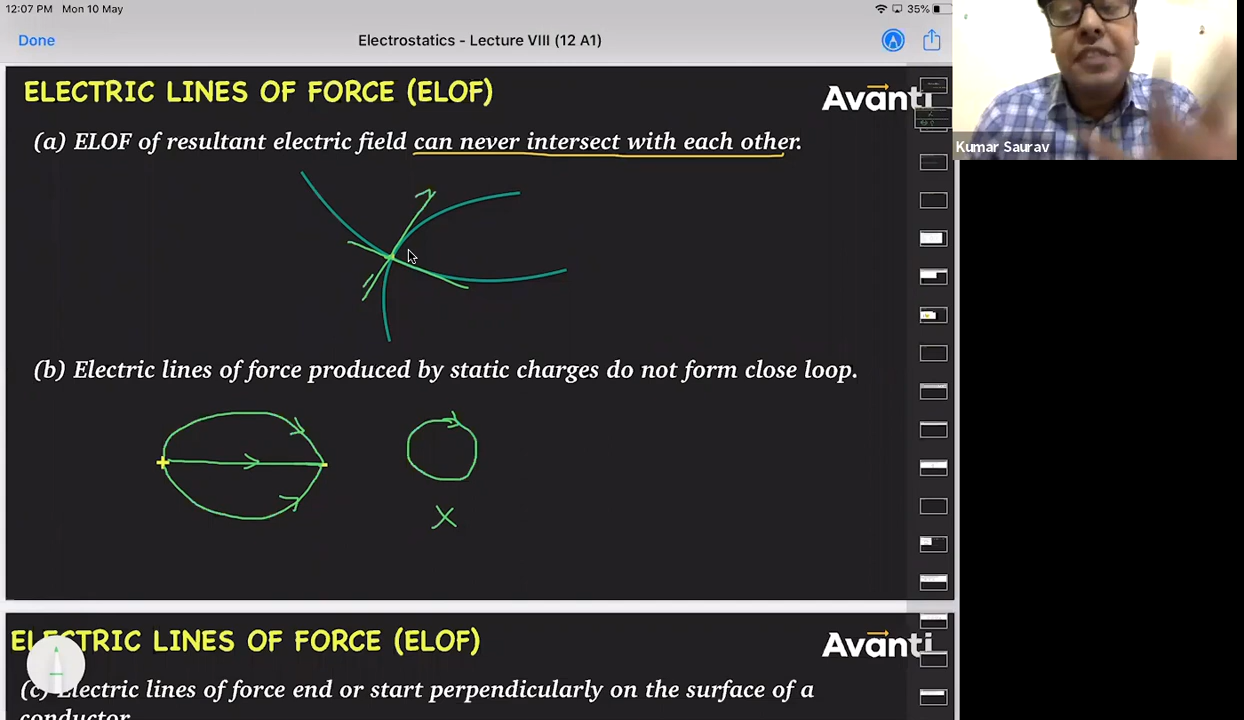 12:07 PM Mon 10 May
35%
Done
Electrostatics - Lecture VIII (12 A1)
ELECTRIC LINES OF FORCE (ELOF)
Avanti
Kumar Saurav
(a) ELOF of resultant electric field can never intersect with each other.
(b) Electric lines of force produced by static charges do not form close loop.
+
-
X
ELECTRIC LINES OF FORCE (ELOF)
Avanti
(c) Electric lines of force end or start perpendicularly on the surface of a
conductor